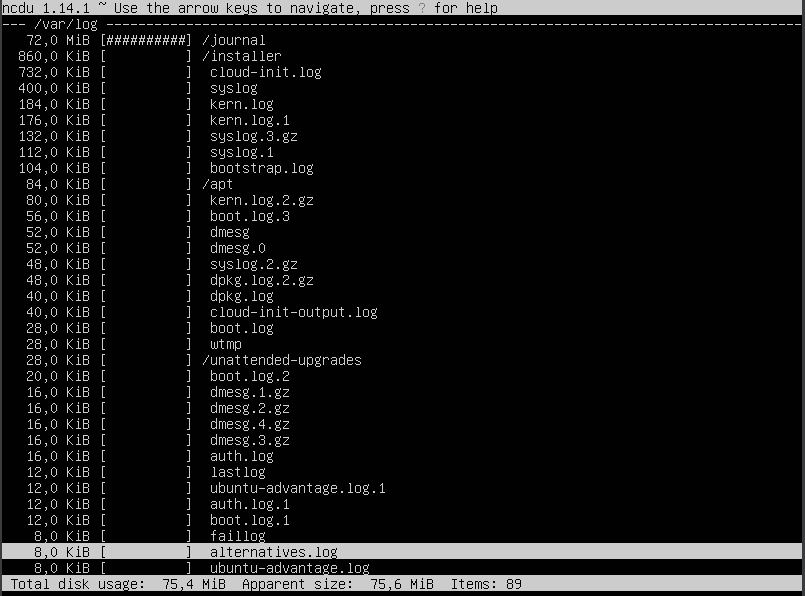 ncdu 1.14.1 ~ Use the arrow keys to navigate, press ? for help
--- /var/log ---------------------------------------------------------------------------------------
72,0 MiB [##########] /journal
860,0 KiB [          ] /installer
732,0 KiB [          ]  cloud-init.log
400,0 KiB [          ]  syslog
184,0 KiB [          ]  kern.log
176,0 KiB [          ]  kern.log.1
132,0 KiB [          ]  syslog.3.gz
112,0 KiB [          ]  syslog.1
104,0 KiB [          ]  bootstrap.log
84,0 KiB [          ] /apt
80,0 KiB [          ]  kern.log.2.gz
56,0 KiB [          ]  boot.log.3
52,0 KiB [          ]  dmesg
52,0 KiB [          ]  dmesg.0
48,0 KiB [          ]  syslog.2.gz
48,0 KiB [          ]  dpkg.log.2.gz
40,0 KiB [          ]  dpkg.log
40,0 KiB [          ]  cloud-init-output.log
28,0 KiB [          ]  boot.log
28,0 KiB [          ]  wtmp
28,0 KiB [          ] /unattended-upgrades
20,0 KiB [          ]  boot.log.2
16,0 KiB [          ]  dmesg.1.gz
16,0 KiB [          ]  dmesg.2.gz
16,0 KiB [          ]  dmesg.4.gz
16,0 KiB [          ]  dmesg.3.gz
16,0 KiB [          ]  auth.log
12,0 KiB [          ]  lastlog
12,0 KiB [          ]  ubuntu-advantage.log.1
12,0 KiB [          ]  auth.log.1
12,0 KiB [          ]  boot.log.1
8,0 KiB [          ]  faillog
8,0 KiB [          ]  alternatives.log
8,0 KiB [          ]  ubuntu-advantage.log
Total disk usage:  75,4 MiB  Apparent size:  75,6 MiB  Items: 89